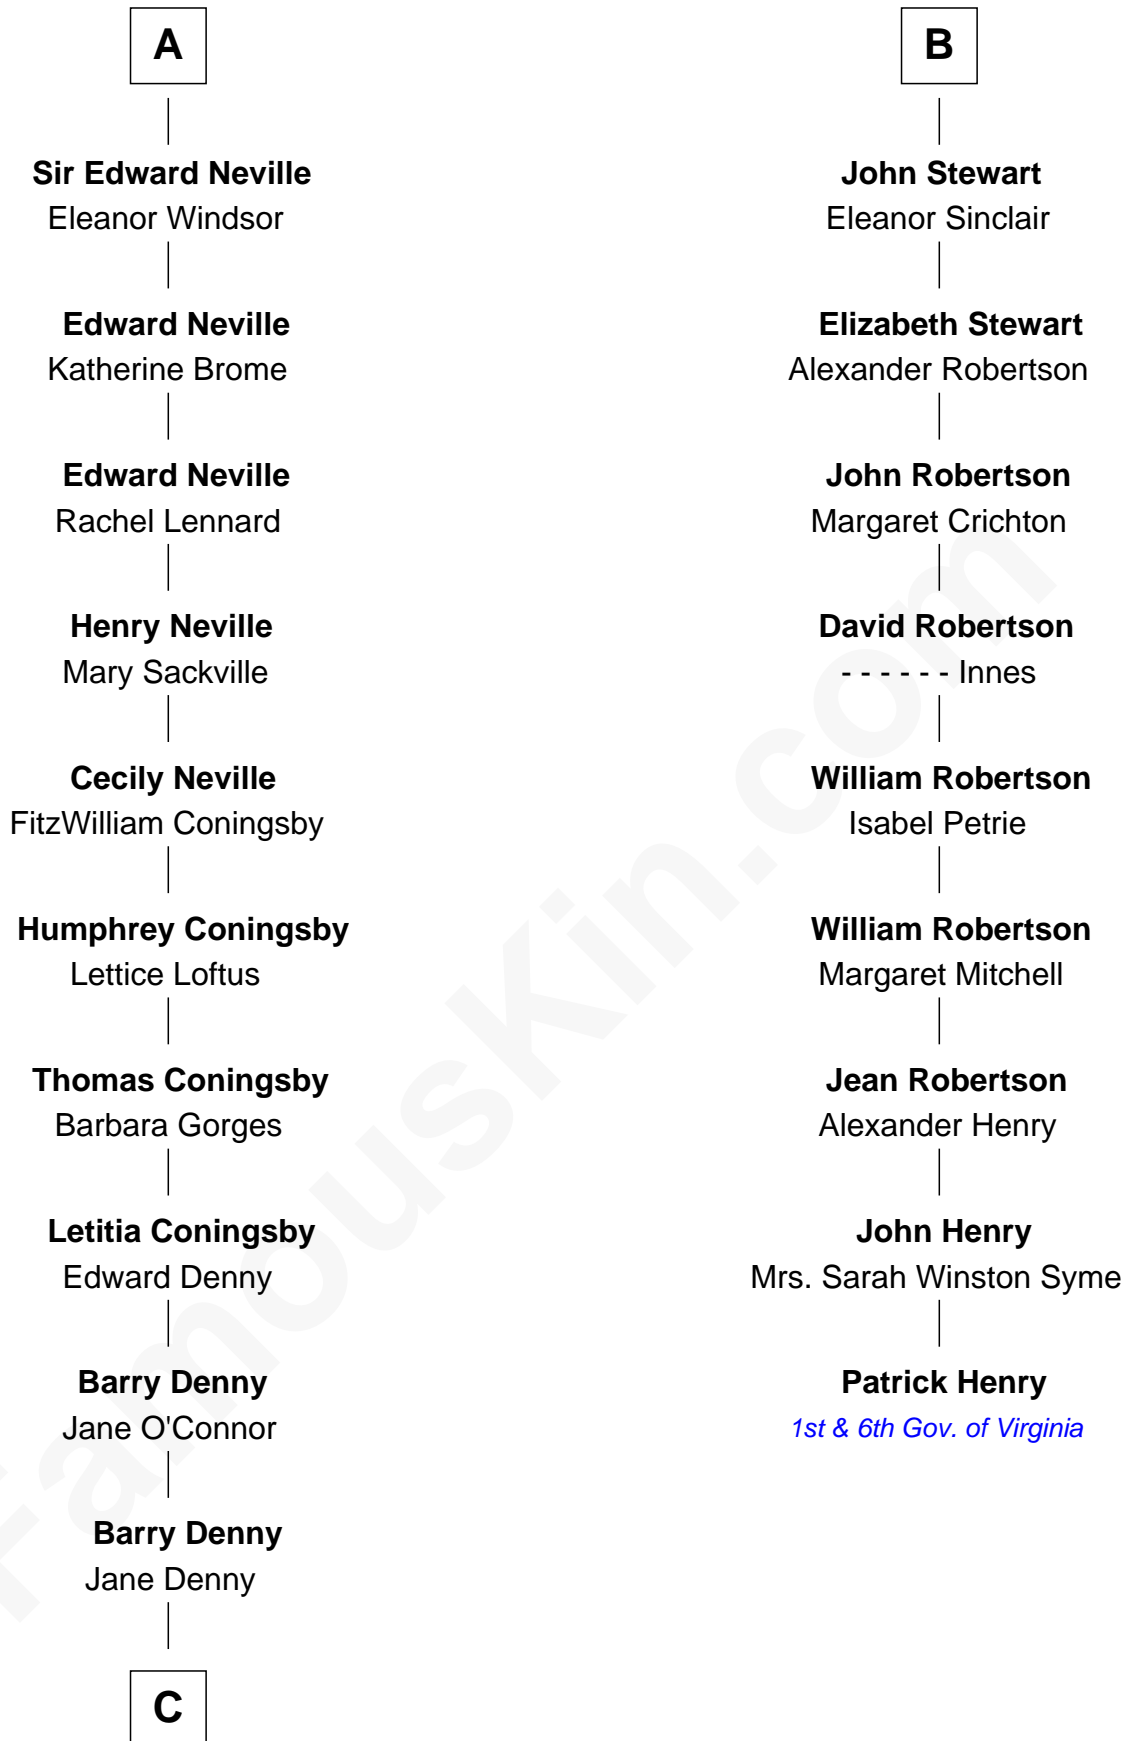 A
Sir Edward Neville
Eleanor Windsor
Edward Neville
Katherine Brome
Edward Neville
Rachel Lennard
Henry Neville
Mary Sackville
Cecily Neville
FitzWilliam Coningsby
Humphrey Coningsby
Lettice Loftus
Thomas Coningsby
Barbara Gorges
Letitia Coningsby
Edward Denny
Barry Denny
Jane O'Connor
Barry Denny
Jane Denny
C
B
John Stewart
Eleanor Sinclair
Elizabeth Stewart
Alexander Robertson
John Robertson
Margaret Crichton
David Robertson
- - - - - - Innes
William Robertson
Isabel Petrie
William Robertson
Margaret Mitchell
Jean Robertson
Alexander Henry
John Henry
Mrs. Sarah Winston Syme
Patrick Henry
1st & 6th Gov. of Virginia
FamousKin.com